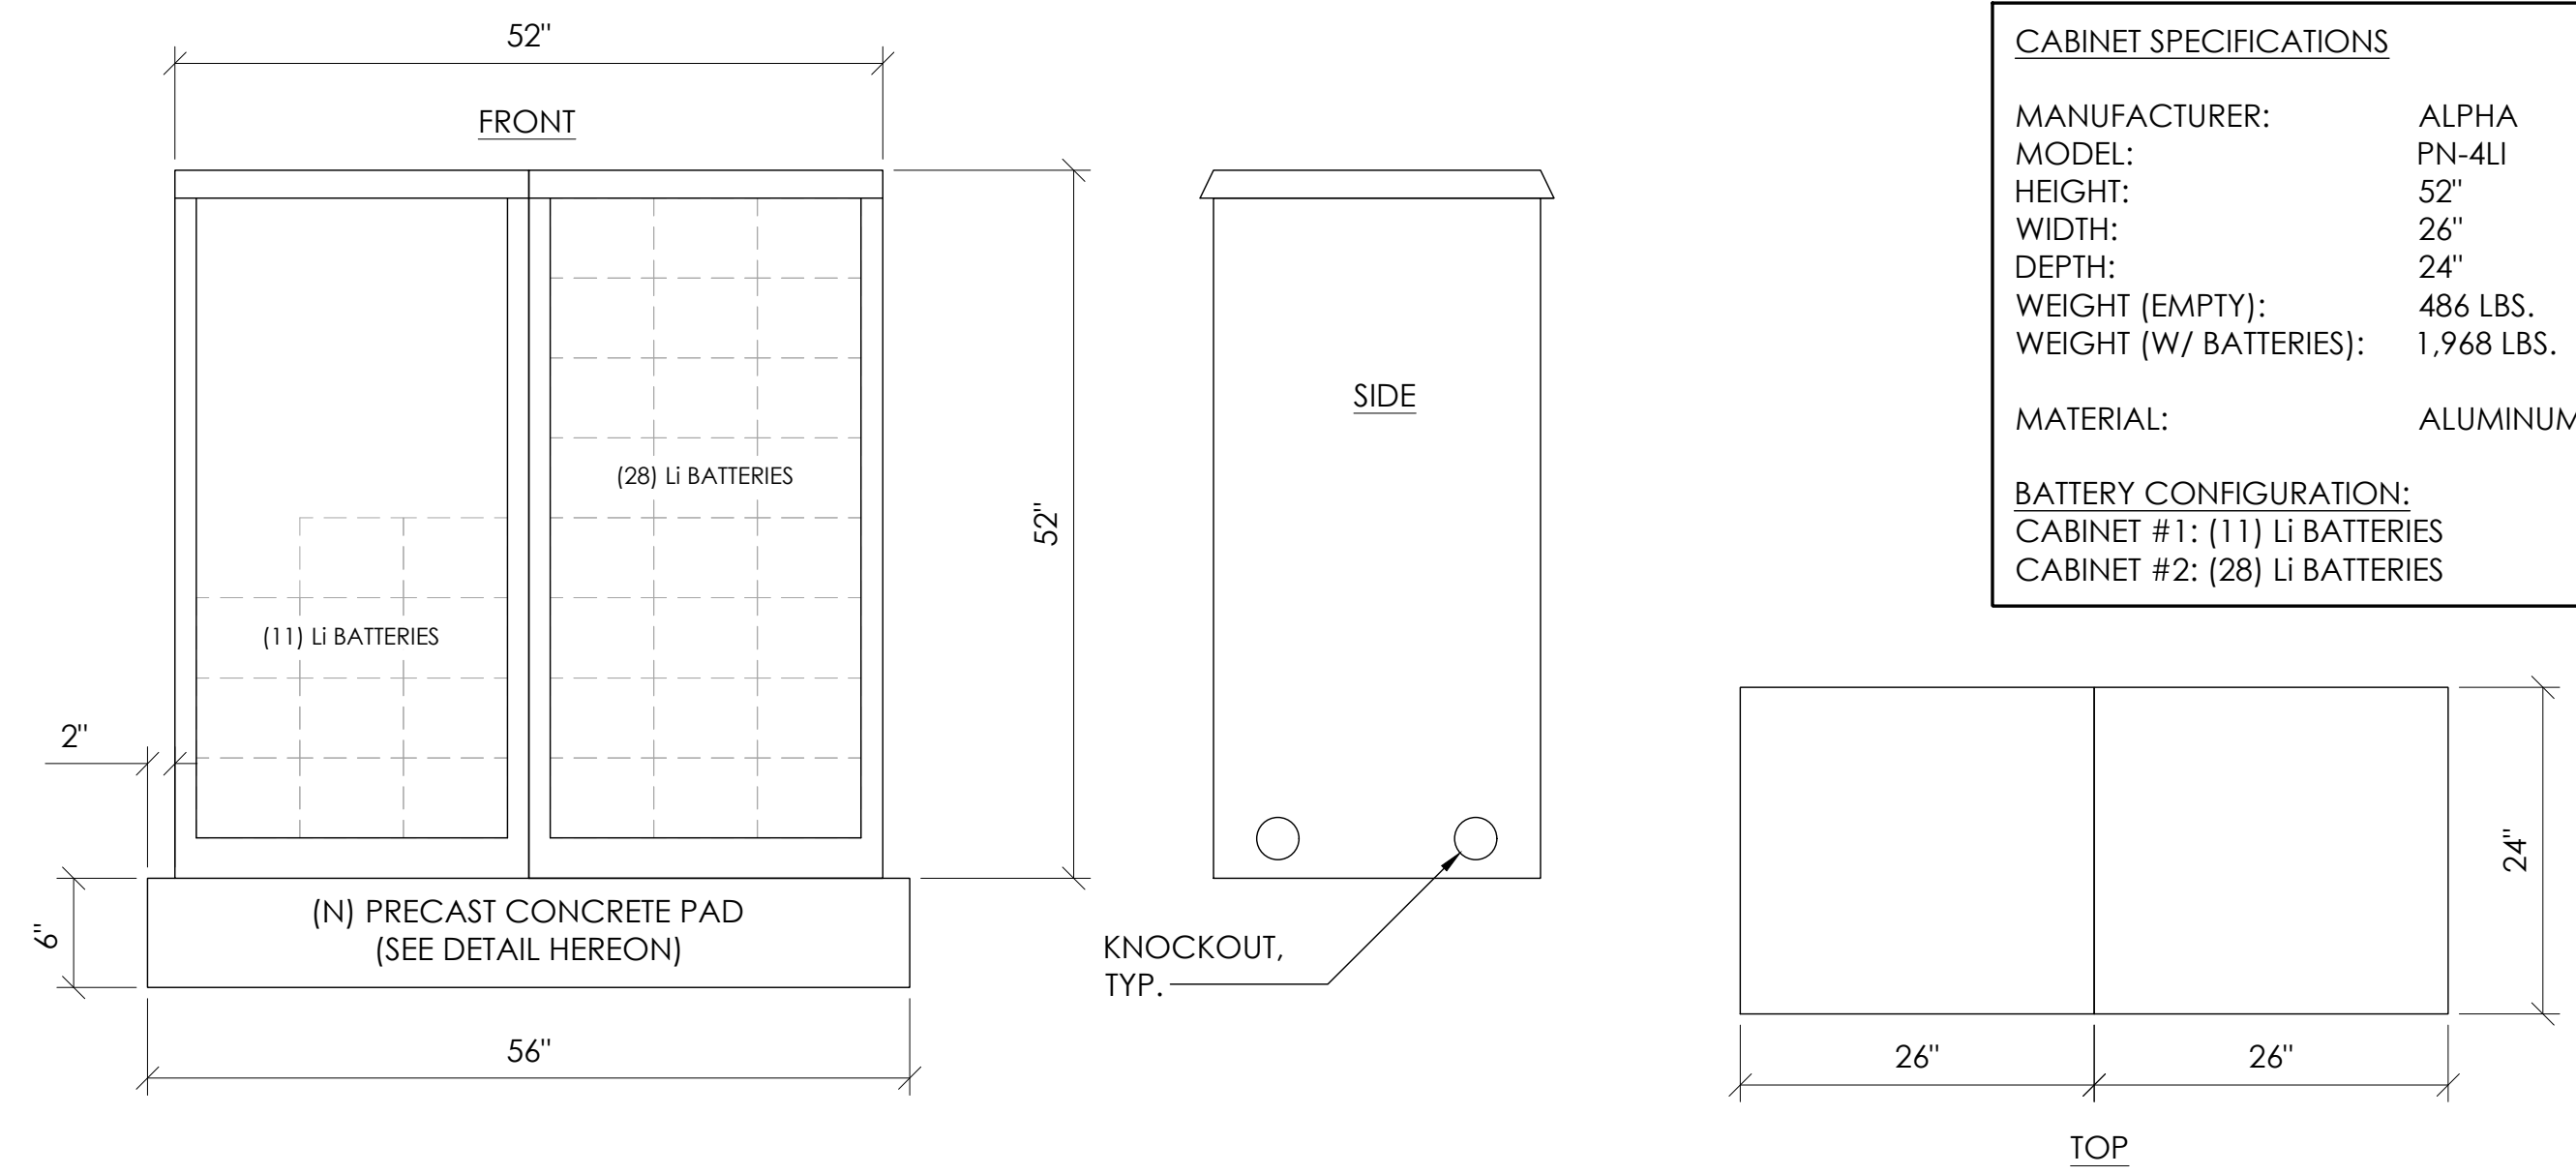 52"
FRONT
(28) Li BATTERIES
(11) Li BATTERIES
2"
6"
(N) PRECAST CONCRETE PAD
(SEE DETAIL HEREON)
56"
52"
SIDE
KNOCKOUT,
TYP.
CABINET SPECIFICATIONS
MANUFACTURER: ALPHA
MODEL: PN-4LI
HEIGHT: 52"
WIDTH: 26"
DEPTH: 24"
WEIGHT (EMPTY): 486 LBS.
WEIGHT (W/ BATTERIES): 1,968 LBS.
MATERIAL: ALUMINUM
BATTERY CONFIGURATION:
CABINET #1: (11) Li BATTERIES
CABINET #2: (28) Li BATTERIES
24"
26" 26"
TOP